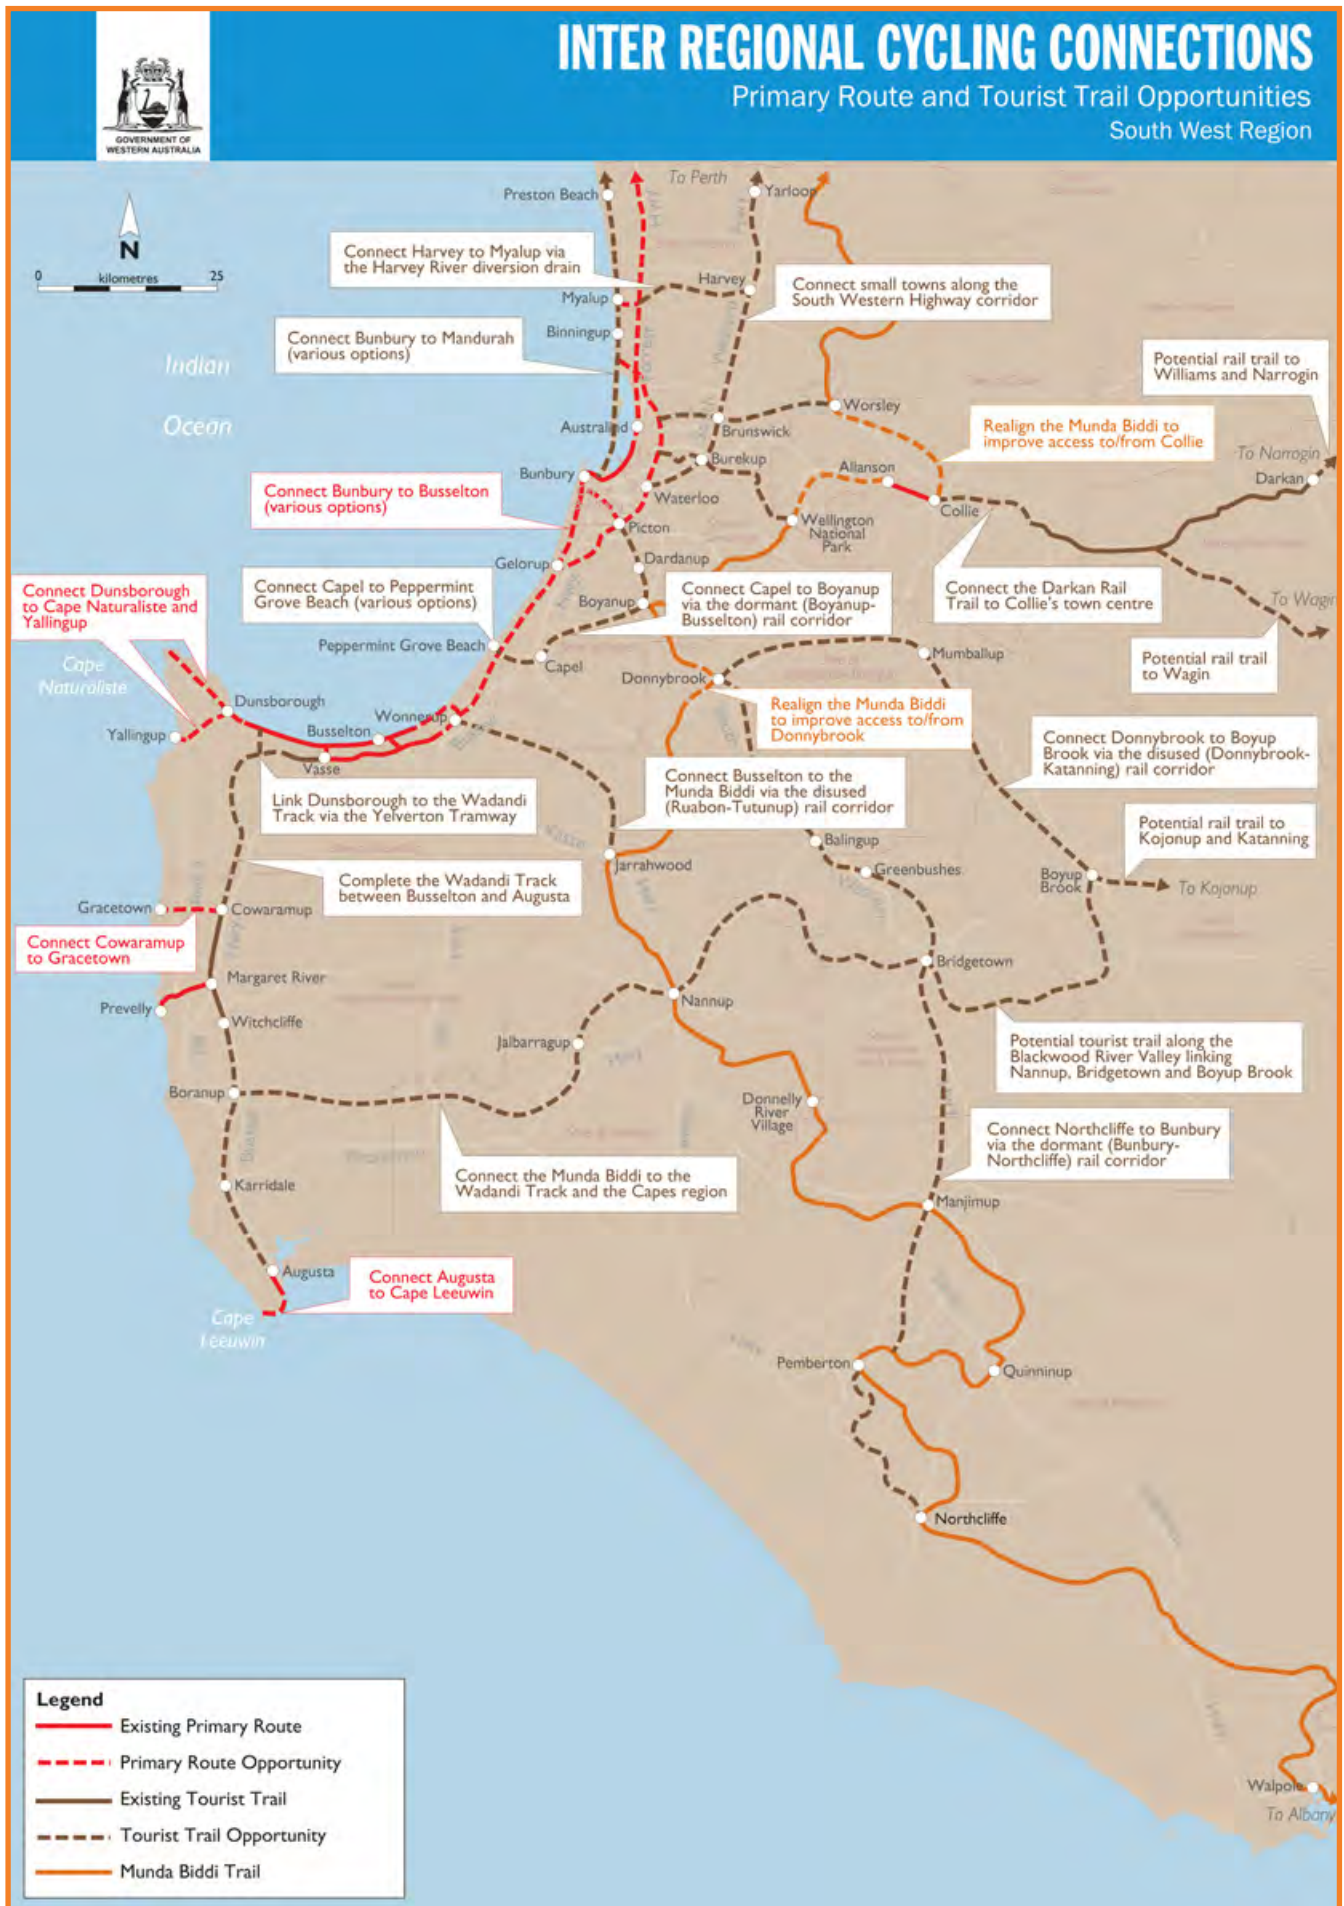 INTER REGIONAL CYCLING CONNECTIONS
Primary Route and Tourist Trail Opportunities
South West Region
GOVERNMENT OF
WESTERN AUSTRALIA
N
0 kilometres 25
To Perth
Preston Beach
Yarloop
Connect Harvey to Myalup via
the Harvey River diversion drain
Harvey
Connect small towns along the
South Western Highway corridor
Myalup
Binningup
Connect Bunbury to Mandurah
(various options)
Indian
Ocean
Potential rail trail to
Williams and Narrogin
Worsley
Australind
Brunswick
Realign the Munda Biddi to
improve access to/from Collie
To Narrogin
Burekup
Allanson
Bunbury
Darkan
Connect Bunbury to Busselton
(various options)
Waterloo
Collie
Picton
Wellington
National
Park
Gelorup
Dardanup
Connect Dunsborough
to Cape Naturaliste and
Yallingup
Connect Capel to Peppermint
Grove Beach (various options)
Boyanup
Connect Capel to Boyanup
via the dormant (Boyanup-
Busselton) rail corridor
Connect the Darkan Rail
Trail to Collie's town centre
To Wagin
Peppermint Grove Beach
Capel
Mumballup
Potential rail trail
to Wagin
Cape
Naturaliste
Donnybrook
Dunsborough
Realign the Munda Biddi
to improve access to/from
Donnybrook
Wonnerup
Busselton
Yallingup
Vasse
Connect Donnybrook to Boyup
Brook via the disused (Donnybrook-
Katanning) rail corridor
Link Dunsborough to the Wadandi
Track via the Yelverton Tramway
Connect Busselton to the
Munda Biddi via the disused
(Ruabon-Tutunup) rail corridor
Potential rail trail to
Kojonup and Katanning
Balingup
Jarrahwood
Greenbushes
Boyup
Brook
To Kojonup
Complete the Wadandi Track
between Busselton and Augusta
Gracetown
Cowaramup
Connect Cowaramup
to Gracetown
Bridgetown
Margaret River
Nannup
Prevelly
Witchcliffe
Jalbarragup
Potential tourist trail along the
Blackwood River Valley linking
Nannup, Bridgetown and Boyup Brook
Boranup
Donnelly
River
Village
Connect Northcliffe to Bunbury
via the dormant (Bunbury-
Northcliffe) rail corridor
Connect the Munda Biddi to the
Wadandi Track and the Capes region
Karridale
Manjimup
Augusta
Connect Augusta
to Cape Leeuwin
Cape
Leeuwin
Pemberton
Quinninup
Northcliffe
Legend
Existing Primary Route
Primary Route Opportunity
Existing Tourist Trail
Tourist Trail Opportunity
Munda Biddi Trail
Walpole
To Albany